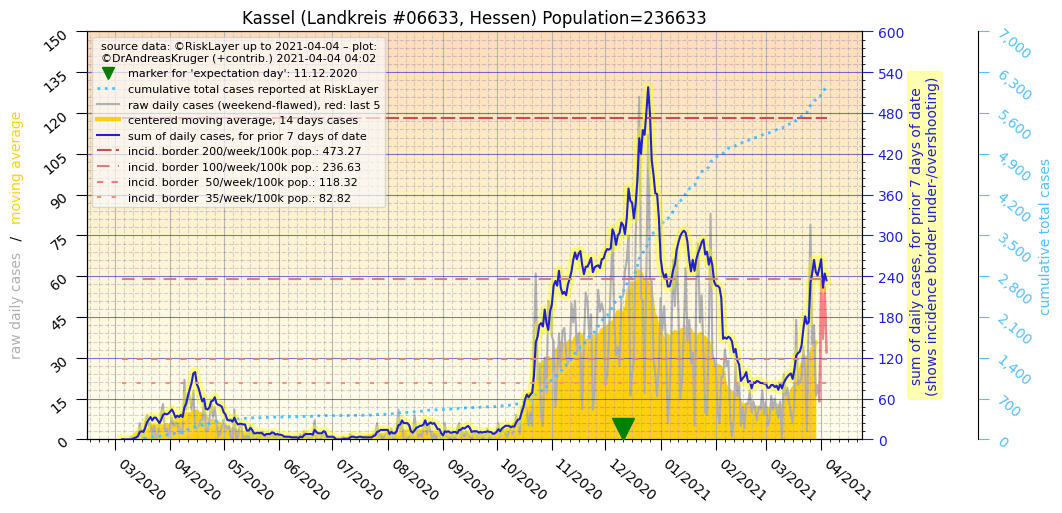 Kassel (Landkreis #06633, Hessen) Population=236633
source data: ©RiskLayer up to 2021-04-04 – plot:
©DrAndreasKruger (+contrib.) 2021-04-04 04:02
marker for 'expectation day': 11.12.2020
cumulative total cases reported at RiskLayer
raw daily cases (weekend-flawed), red: last 5
centered moving average, 14 days cases
sum of daily cases, for prior 7 days of date
incid. border 200/week/100k pop.: 473.27
incid. border 100/week/100k pop.: 236.63
incid. border  50/week/100k pop.: 118.32
incid. border  35/week/100k pop.: 82.82
raw daily cases  /  moving average
150
135
120
105
90
75
60
45
30
15
0
03/2020
04/2020
05/2020
06/2020
07/2020
08/2020
09/2020
10/2020
11/2020
12/2020
01/2021
02/2021
03/2021
04/2021
600
540
480
420
360
300
240
180
120
60
0
sum of daily cases, for prior 7 days of date
(shows incidence border under-/overshooting)
7,000
6,300
5,600
4,900
4,200
3,500
2,800
2,100
1,400
700
0
cumulative total cases